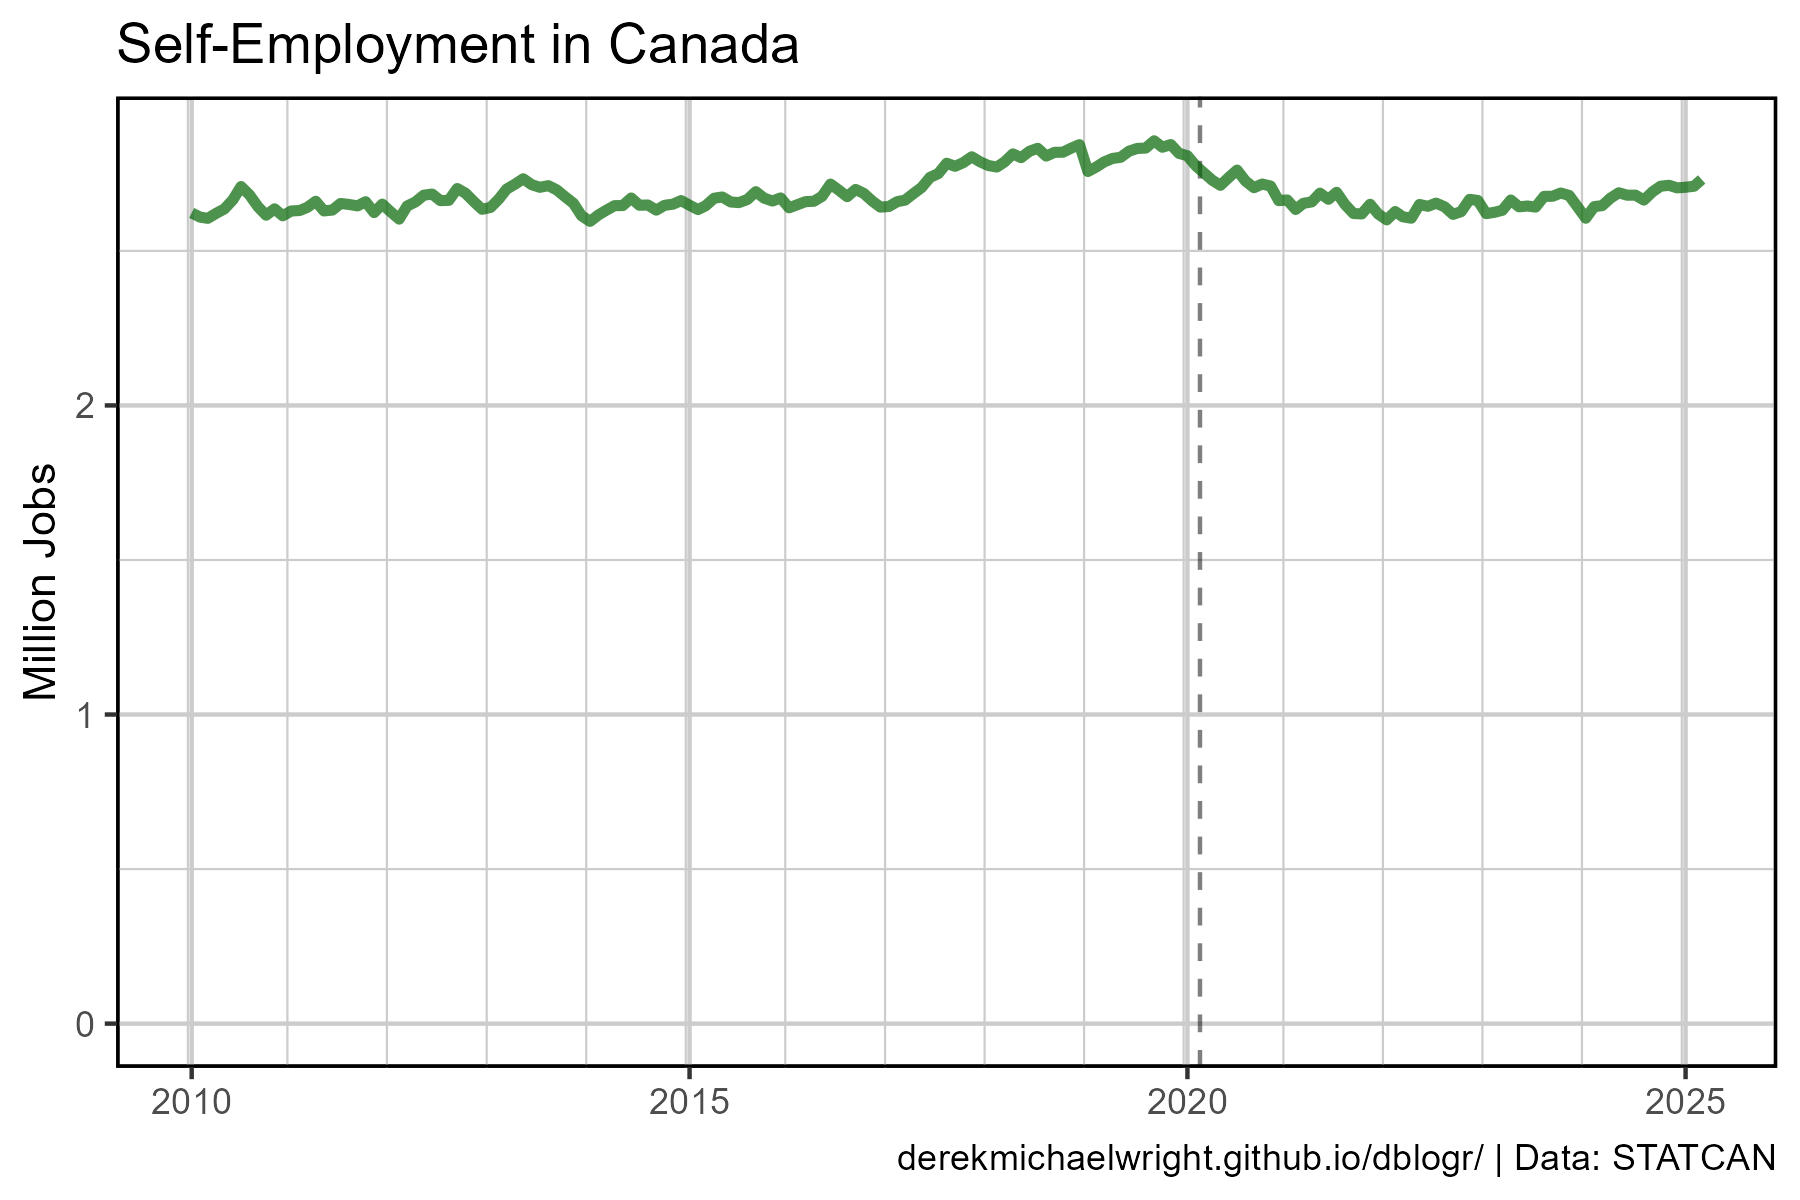 Self-Employment in Canada
Million Jobs
2
1
0
2010
2015
2020
2025
derekmichaelwright.github.io/dblogr/ | Data: STATCAN